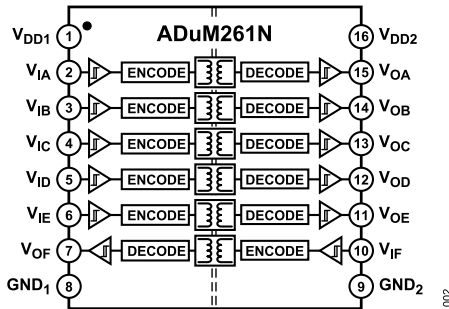 ADuM261N
VDD1 1 16 VDD2
VIA 2 ENCODE DECODE 15 VOA
VIB 3 ENCODE DECODE 14 VOB
VIC 4 ENCODE DECODE 13 VOC
VID 5 ENCODE DECODE 12 VOD
VIE 6 ENCODE DECODE 11 VOE
VOF 7 DECODE ENCODE 10 VIF
GND1 8 9 GND2
002